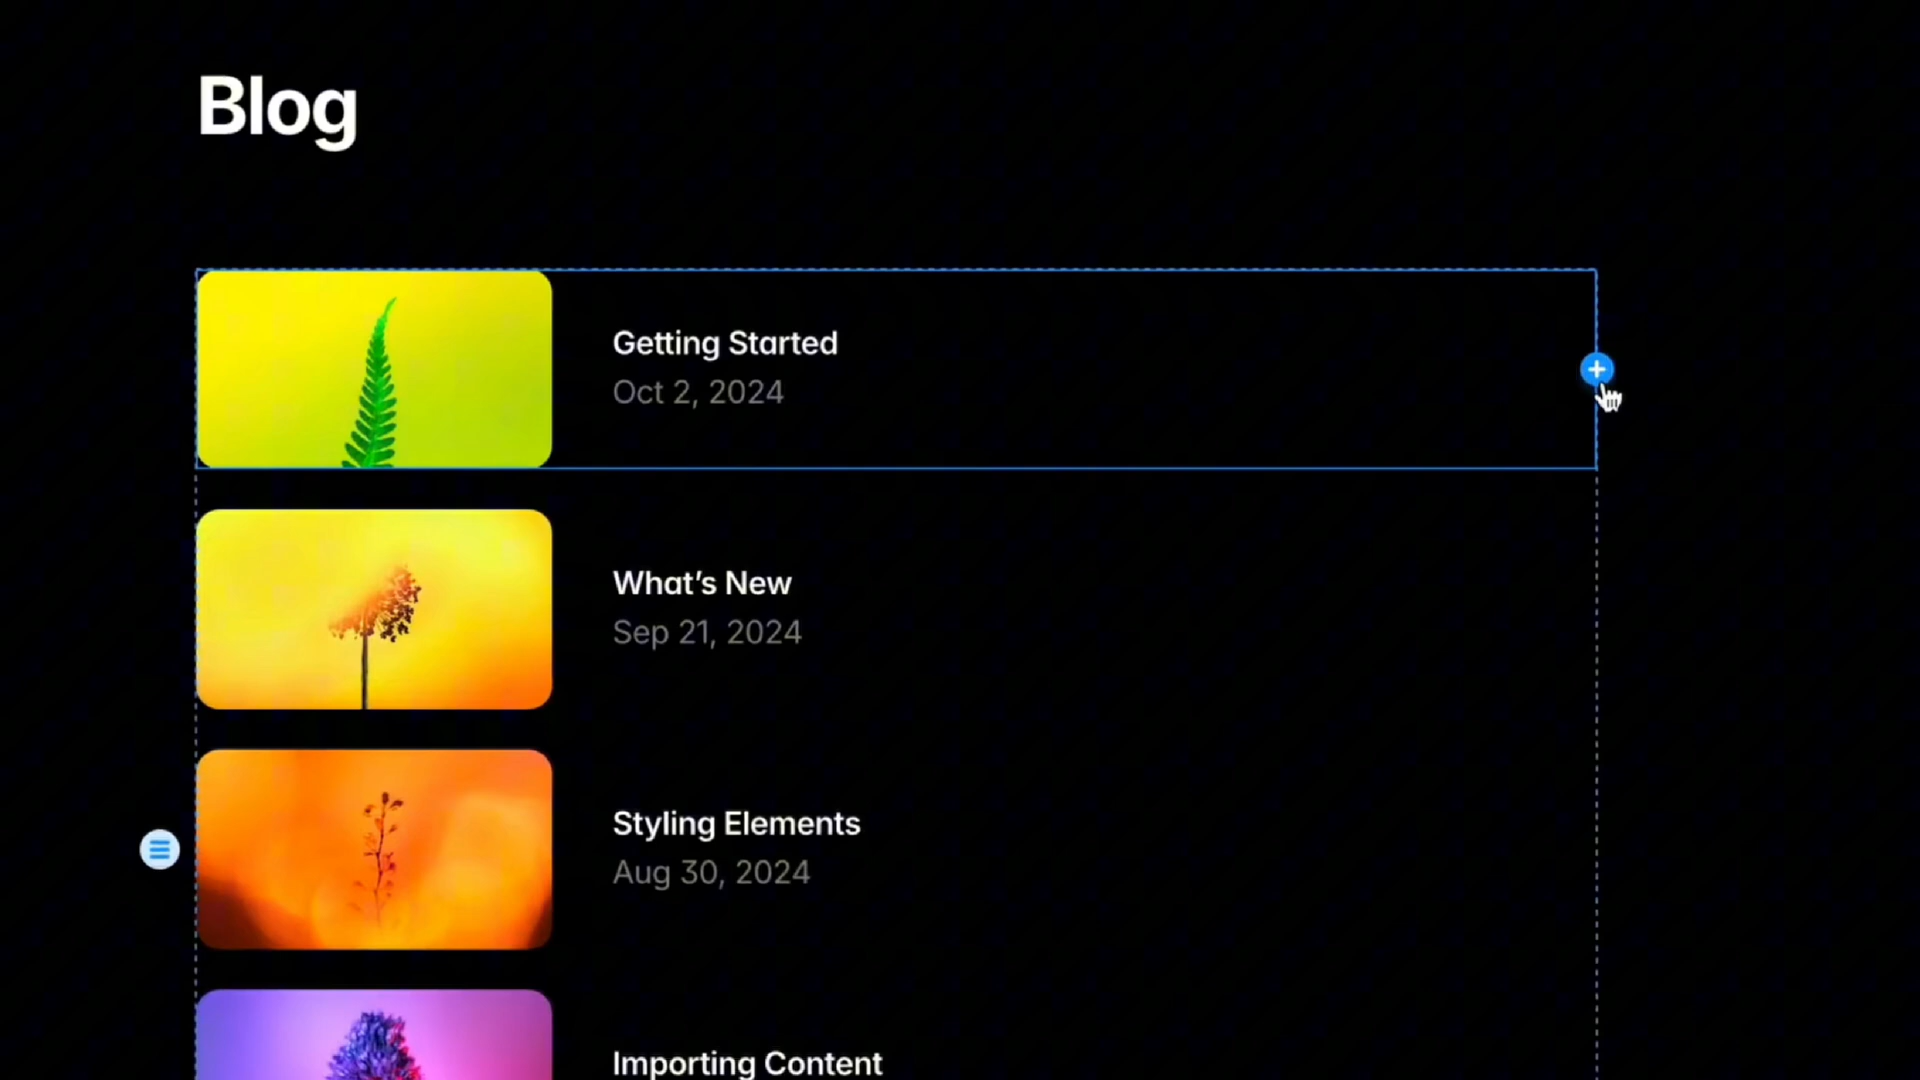 Blog
Getting Started
Oct 2, 2024
What’s New
Sep 21, 2024
Styling Elements
Aug 30, 2024
Importing Content